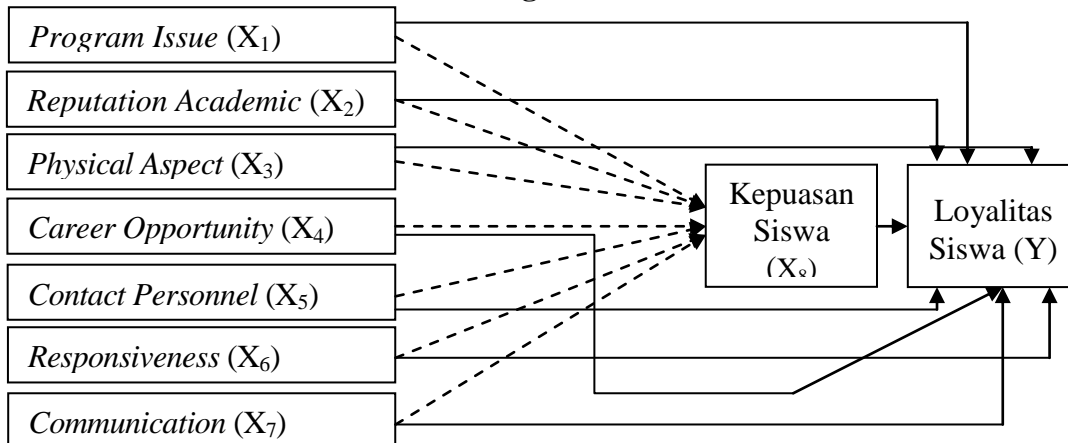 Program Issue (X₁)
Reputation Academic (X₂)
Physical Aspect (X₃)
Career Opportunity (X₄)
Contact Personnel (X₅)
Responsiveness (X₆)
Communication (X₇)
Kepuasan
Siswa
(X₈)
Loyalitas
Siswa (Y)